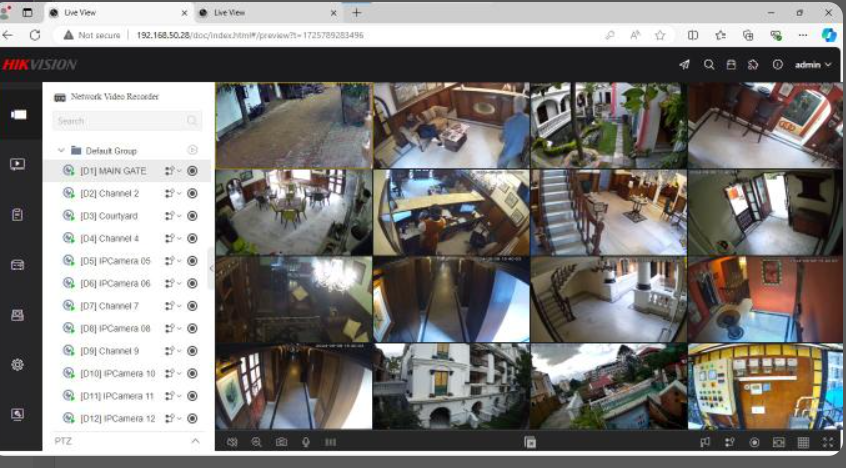 Live View
Live View
Not secure
192.168.50.28/doc/index.html#/preview?t=1725789283496
HIKVISION
admin
Network Video Recorder
Search
Default Group
[D1] MAIN GATE
[D2] Channel 2
[D3] Courtyard
[D4] Channel 4
[D5] IPCamera 05
[D6] IPCamera 06
[D7] Channel 7
[D8] IPCamera 08
[D9] Channel 9
[D10] IPCamera 10
[D11] IPCamera 11
[D12] IPCamera 12
PTZ